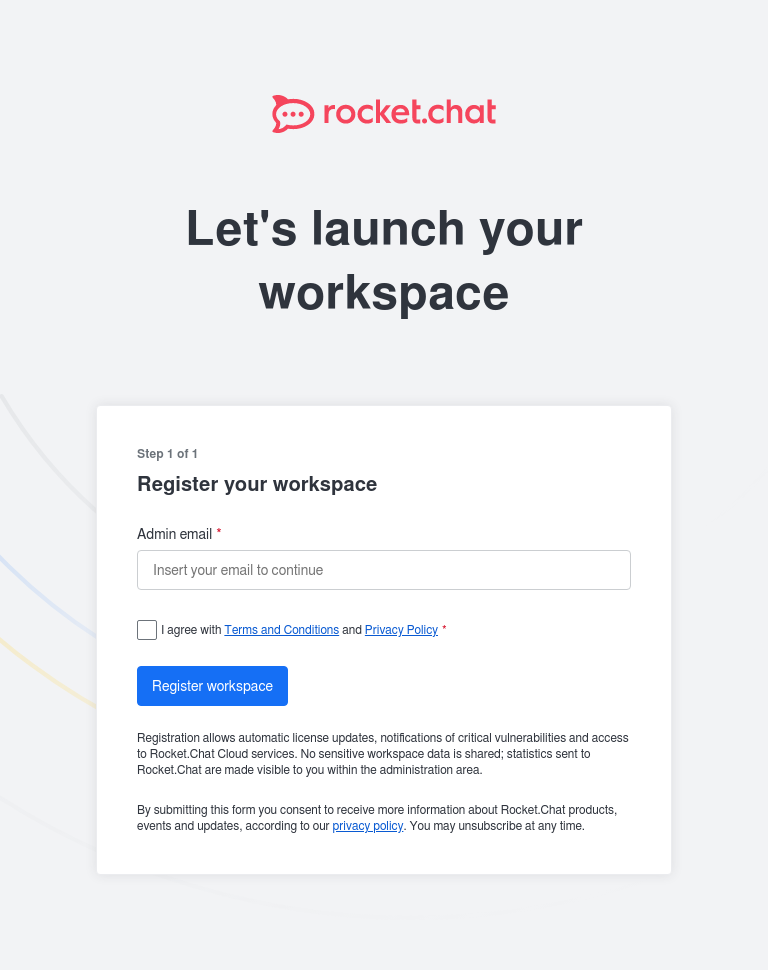 rocket.chat
Let's launch your
workspace
Step 1 of 1
Register your workspace
Admin email *
Insert your email to continue
I agree with Terms and Conditions and Privacy Policy *
Register workspace
Registration allows automatic license updates, notifications of critical vulnerabilities and access
to Rocket.Chat Cloud services. No sensitive workspace data is shared; statistics sent to
Rocket.Chat are made visible to you within the administration area.
By submitting this form you consent to receive more information about Rocket.Chat products,
events and updates, according to our privacy policy. You may unsubscribe at any time.